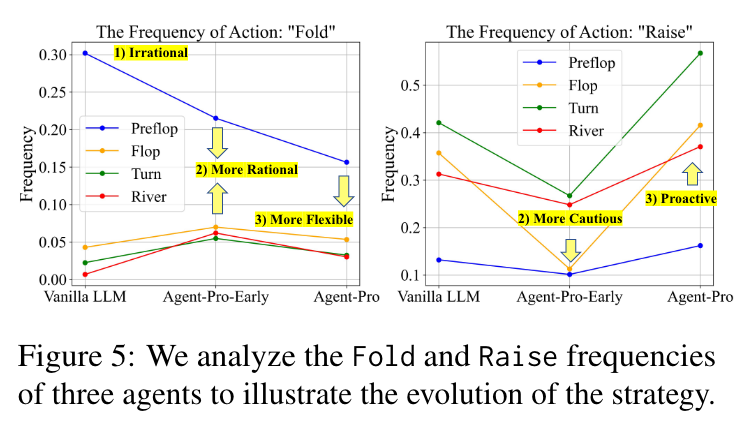 The Frequency of Action: "Fold"
Frequency
0.30
0.25
0.20
0.15
0.10
0.05
0.00
1) Irrational
Preflop
Flop
Turn
River
2) More Rational
3) More Flexible
Vanilla LLM
Agent-Pro-Early
Agent-Pro
The Frequency of Action: "Raise"
Frequency
0.5
0.4
0.3
0.2
0.1
Preflop
Flop
Turn
River
2) More Cautious
3) Proactive
Vanilla LLM
Agent-Pro-Early
Agent-Pro
Figure 5: We analyze the Fold and Raise frequencies
of three agents to illustrate the evolution of the strategy.